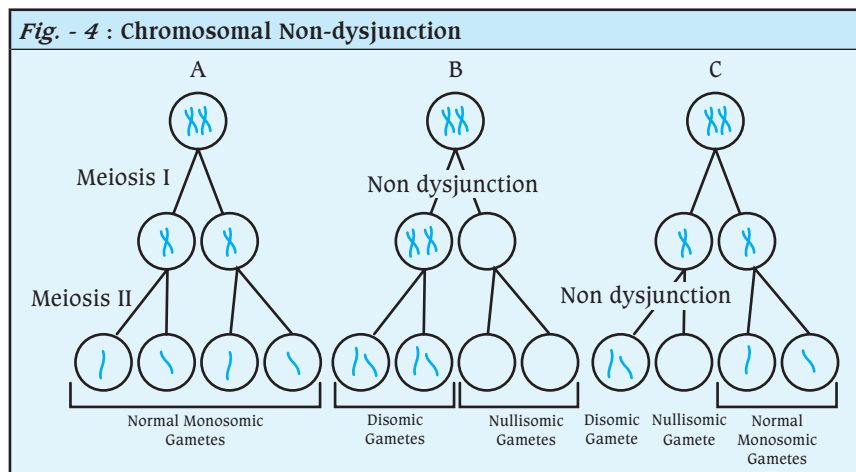 Fig. - 4 : Chromosomal Non-dysjunction
A
B
C
Meiosis I
Non dysjunction
Meiosis II
Non dysjunction
Normal Monosomic
Gametes
Disomic
Gametes
Nullisomic
Gametes
Disomic
Gamete
Nullisomic
Gamete
Normal
Monosomic
Gametes